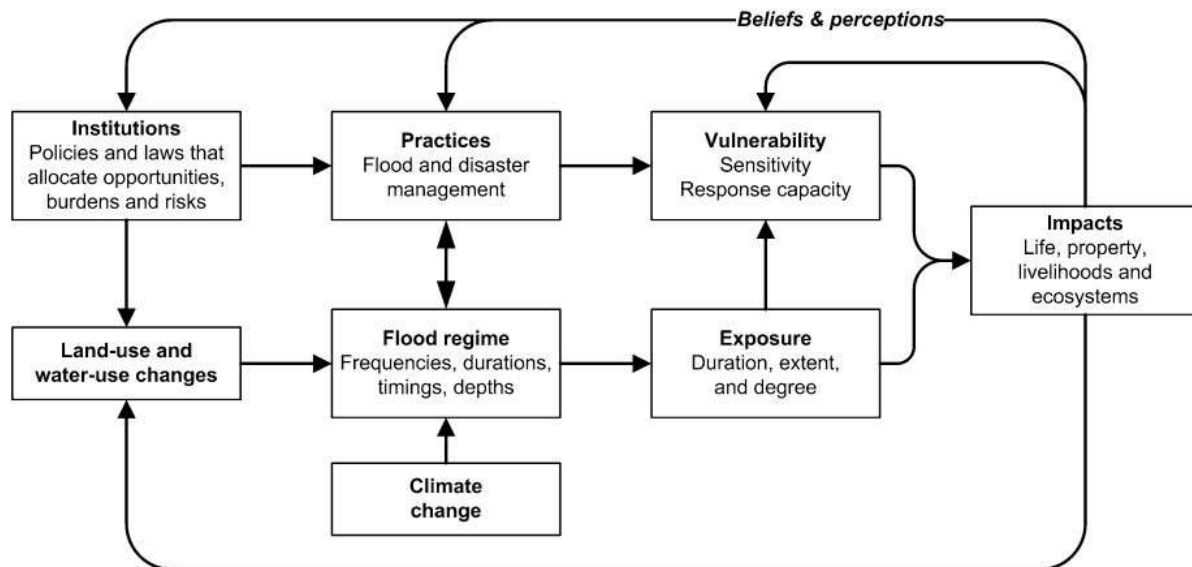 Beliefs & perceptions
Institutions
Policies and laws that
allocate opportunities,
burdens and risks
Practices
Flood and disaster
management
Vulnerability
Sensitivity
Response capacity
Impacts
Life, property,
livelihoods and
ecosystems
Land-use and
water-use changes
Flood regime
Frequencies, durations,
timings, depths
Exposure
Duration, extent,
and degree
Climate
change